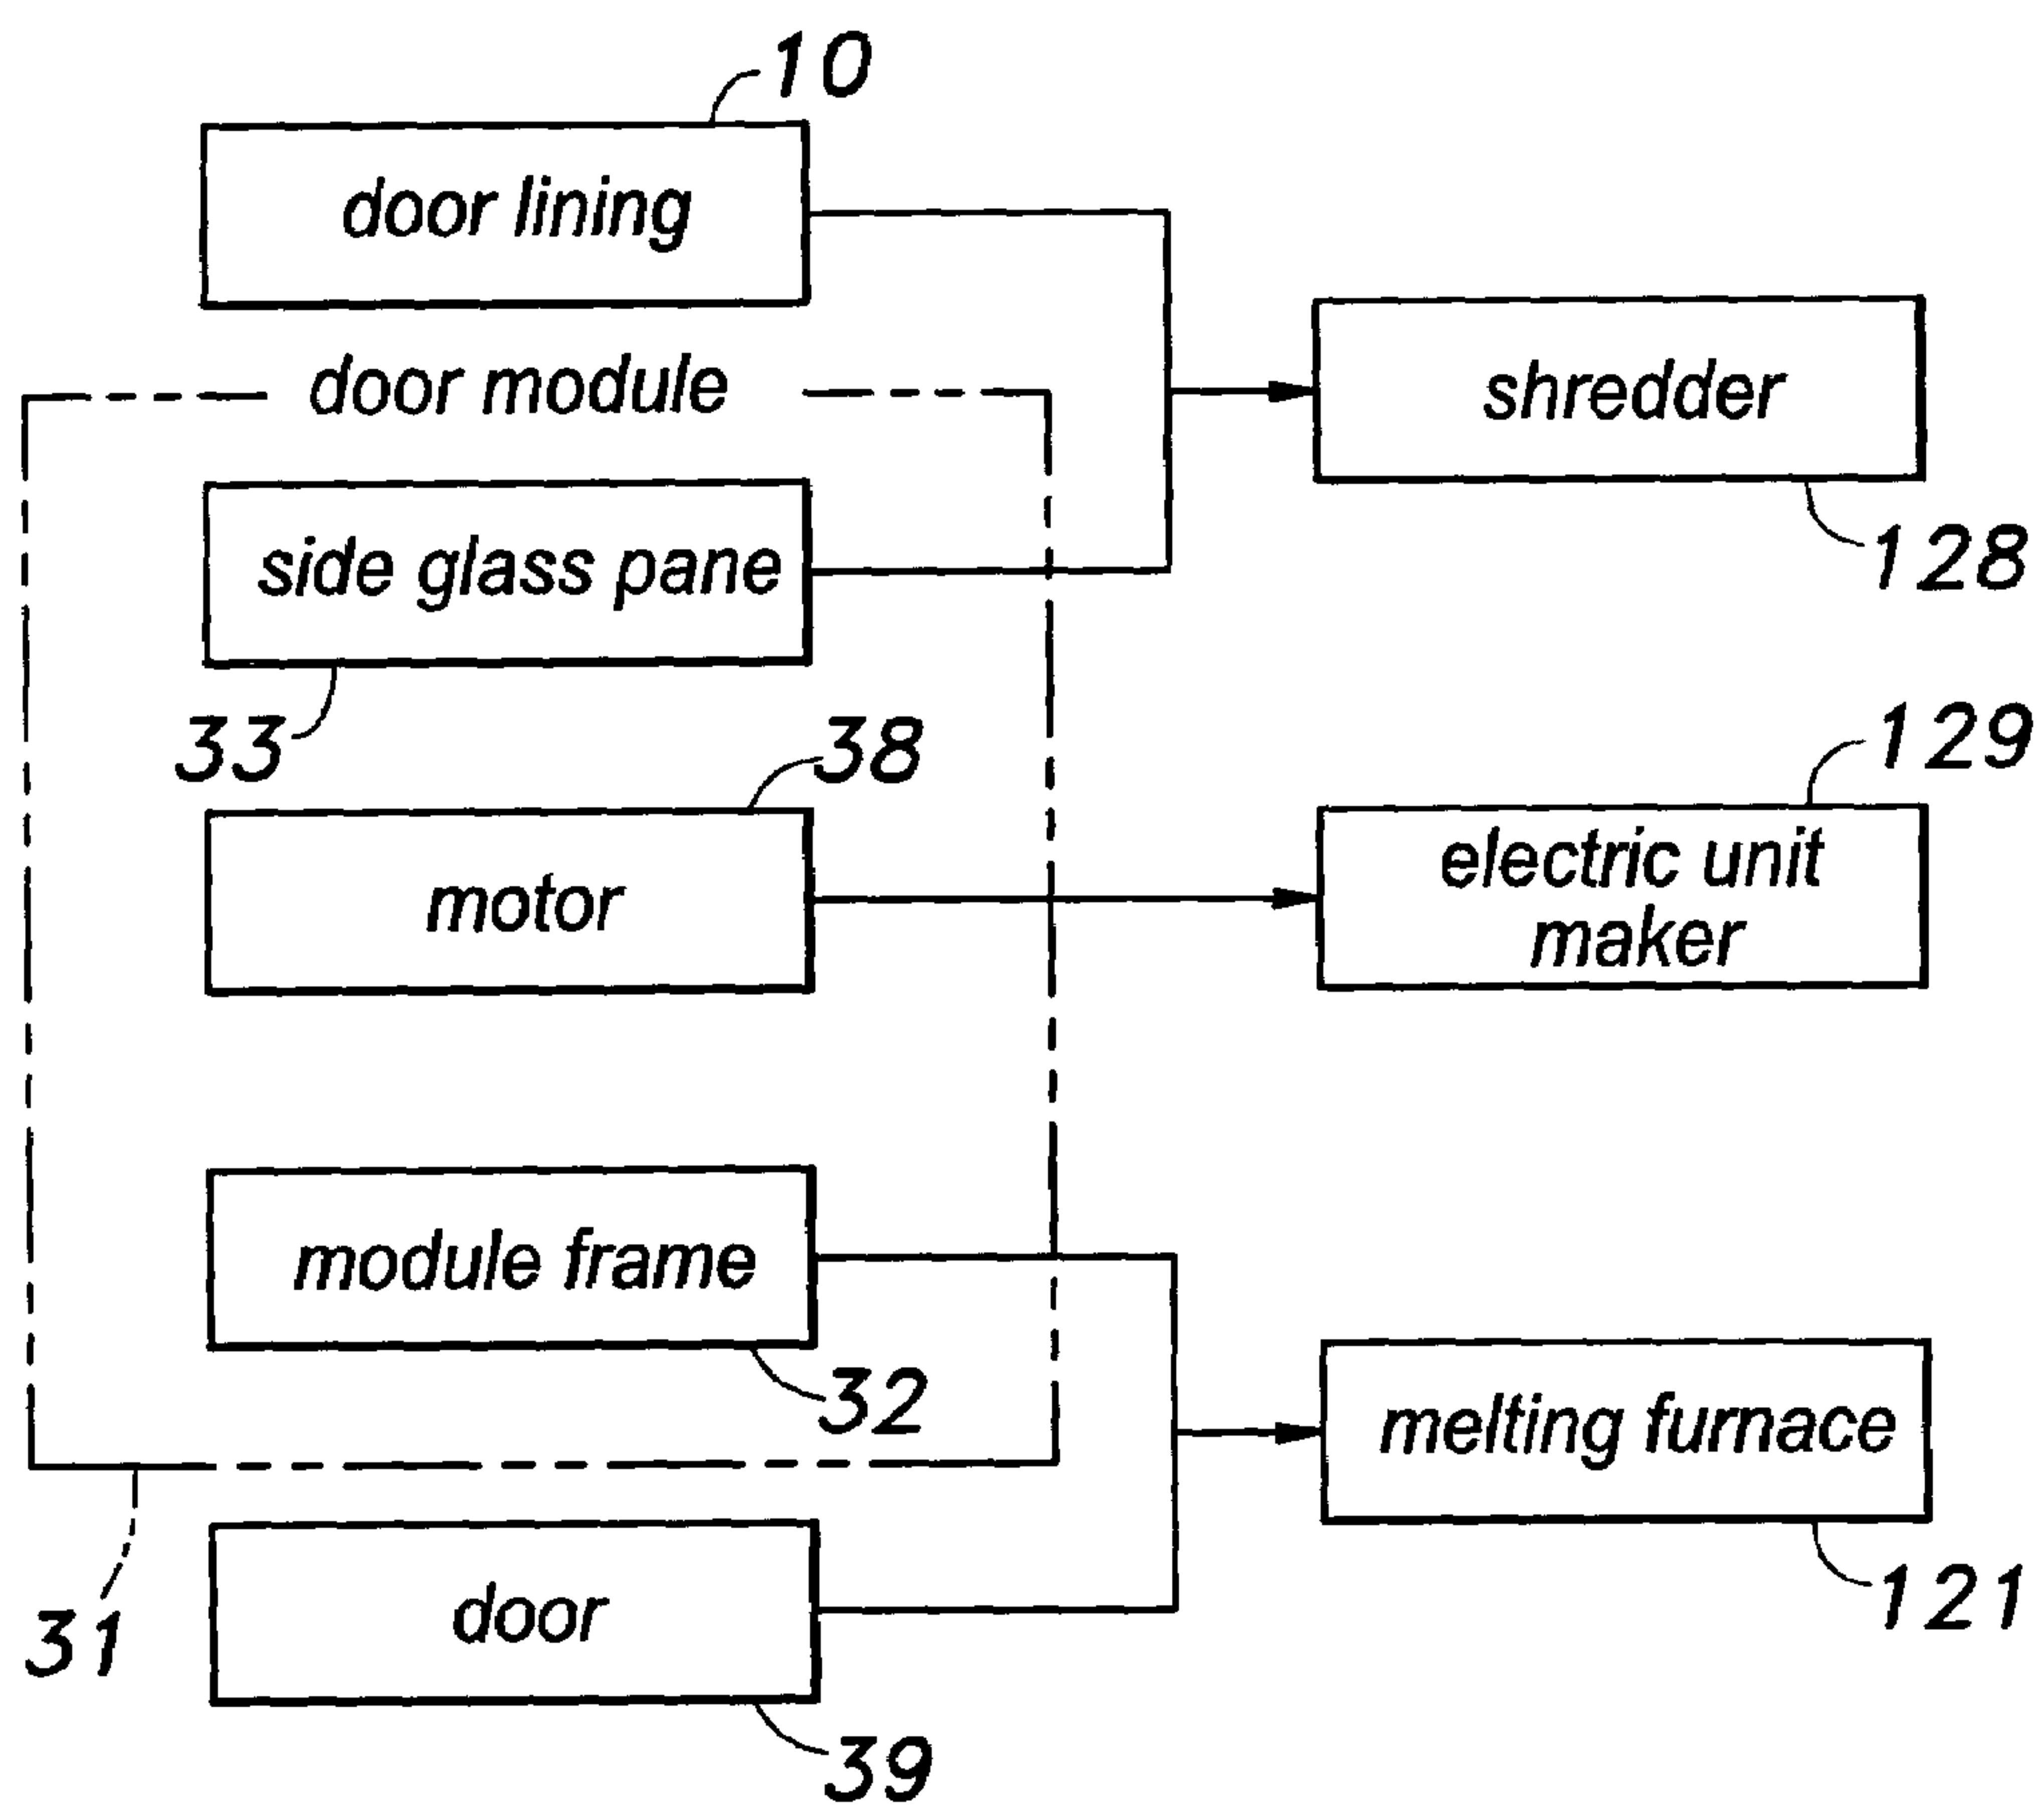 10
door lining
door module
shredder
128
side glass pane
33
38
129
motor
electric unit
maker
module frame
32
melting furnace
121
31
door
39